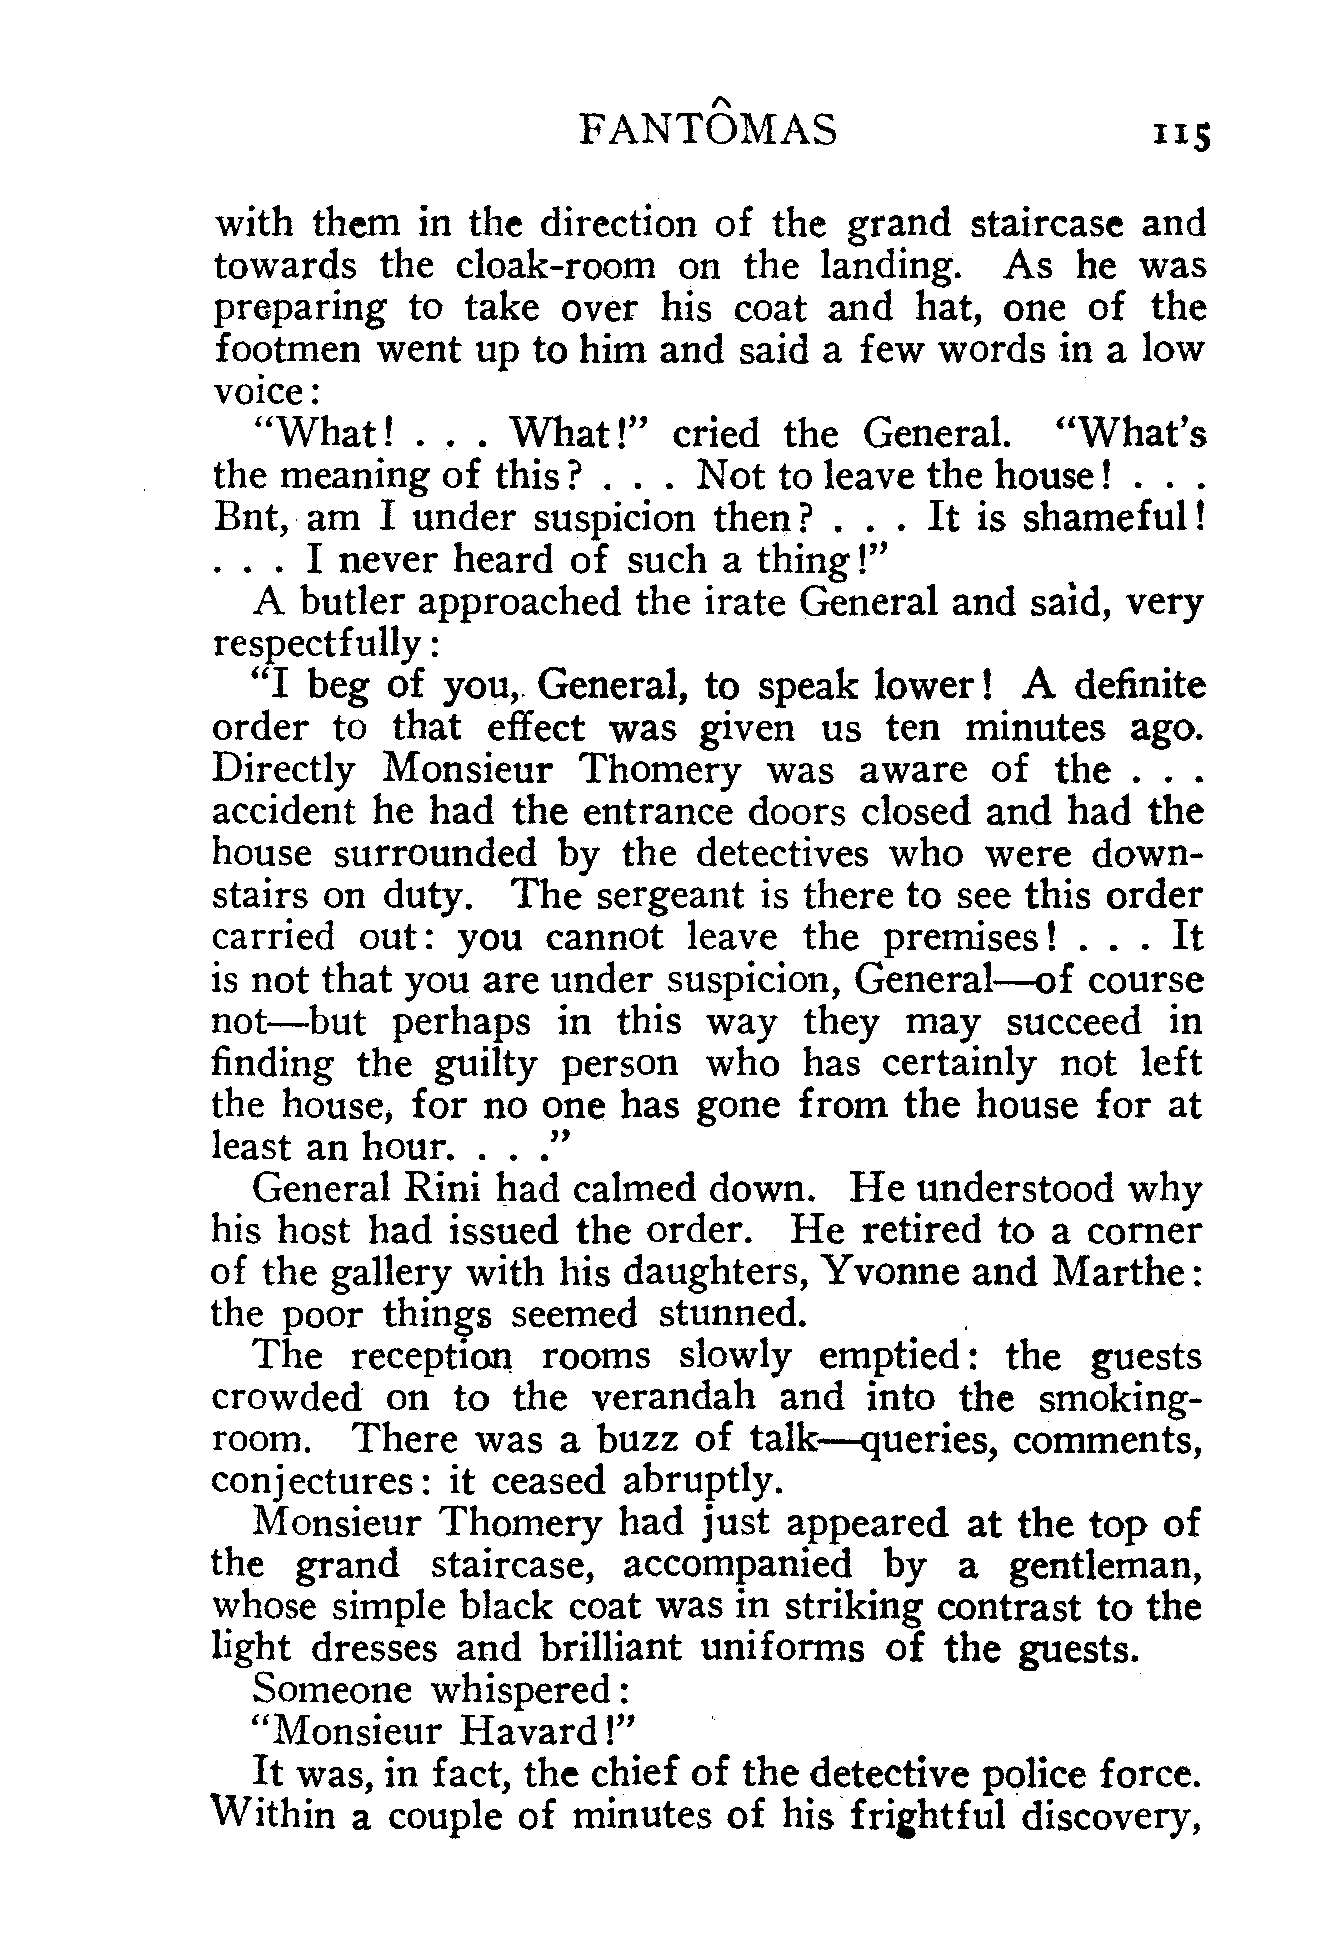 FANTÔMAS 115
with them in the direction of the grand staircase and
towards the cloak-room on the landing. As he was
preparing to take over his coat and hat, one of the
footmen went up to him and said a few words in a low
voice:
“What! . . . What!” cried the General. “What’s
the meaning of this? . . . Not to leave the house! . . .
Bnt, am I under suspicion then? . . . It is shameful!
. . . I never heard of such a thing!”
A butler approached the irate General and said, very
respectfully:
“I beg of you, General, to speak lower! A definite
order to that effect was given us ten minutes ago.
Directly Monsieur Thomery was aware of the . . .
accident he had the entrance doors closed and had the
house surrounded by the detectives who were down-
stairs on duty. The sergeant is there to see this order
carried out: you cannot leave the premises! . . . It
is not that you are under suspicion, General—of course
not—but perhaps in this way they may succeed in
finding the guilty person who has certainly not left
the house, for no one has gone from the house for at
least an hour. . . .”
General Rini had calmed down. He understood why
his host had issued the order. He retired to a corner
of the gallery with his daughters, Yvonne and Marthe:
the poor things seemed stunned.
The reception rooms slowly emptied: the guests
crowded on to the verandah and into the smoking-
room. There was a buzz of talk—queries, comments,
conjectures: it ceased abruptly.
Monsieur Thomery had just appeared at the top of
the grand staircase, accompanied by a gentleman,
whose simple black coat was in striking contrast to the
light dresses and brilliant uniforms of the guests.
Someone whispered:
“Monsieur Havard!”
It was, in fact, the chief of the detective police force.
Within a couple of minutes of his frightful discovery,